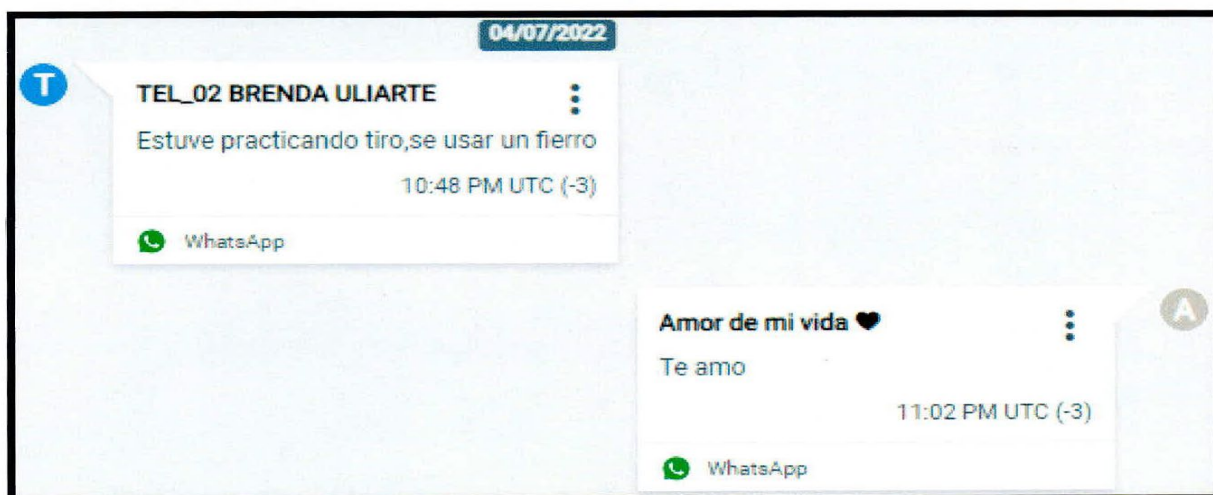 04/07/2022
T
TEL_02 BRENDA ULIARTE
Estuve practicando tiro,se usar un fierro
10:48 PM UTC (-3)
WhatsApp
Amor de mi vida 🖤
A
Te amo
11:02 PM UTC (-3)
WhatsApp